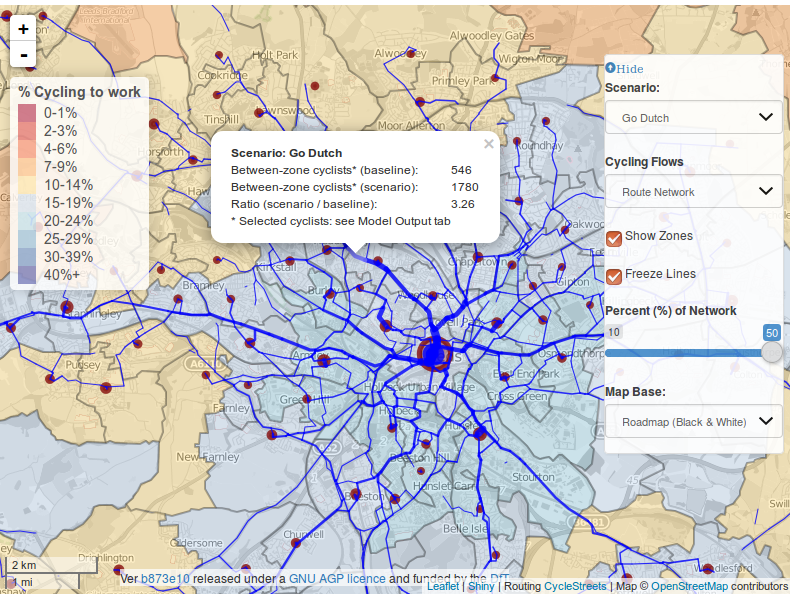 Leeds Bradford
International
+
-
% Cycling to work
0-1%
2-3%
4-6%
7-9%
10-14%
15-19%
20-24%
25-29%
30-39%
40%+
Holt Park
Cookridge
Tinshill
Alwoodley
Alwoodley Gates
Wigton Moor
Primley Park
Moor Allerton
Roundhay
Horsforth
×
Scenario: Go Dutch
Between-zone cyclists* (baseline): 546
Between-zone cyclists* (scenario): 1780
Ratio (scenario / baseline): 3.26
* Selected cyclists: see Model Output tab
Hide
Scenario:
Go Dutch
Cycling Flows
Route Network
Show Zones
Freeze Lines
Percent (%) of Network
10
50
Map Base:
Roadmap (Black & White)
Kirkstall
Chapeltown
Gipton
Bramley
Burley
Woodhouse
Armley
Osmondthorpe
Pudsey
East End Park
Holbeck Urban Village
Cross Green
Green Hill
Farnley
Holbeck
Hunslet
New Farnley
Beeston Hill
Hunslet Carr
Stourton
Beeston
Belle Isle
Churwell
Gildersome
Drighlington
2 km
1 mi
Ver b873e10 released under a GNU AGP licence and funded by the DfT
Leaflet | Shiny | Routing CycleStreets | Map © OpenStreetMap contributors